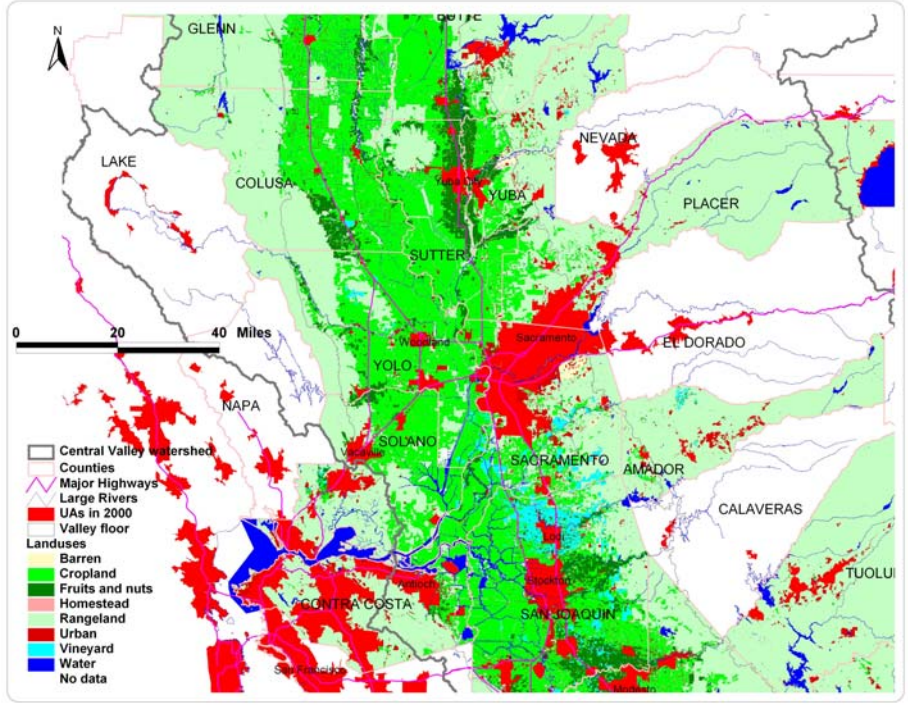 BUTTE
GLENN
N
NEVADA
LAKE
COLUSA
Yuba City
YUBA
PLACER
SUTTER
0 20 40 Miles
Woodland
Sacramento
EL DORADO
YOLO
NAPA
SOLANO
Vacaville
SACRAMENTO
AMADOR
CALAVERAS
Lodi
Antioch
Stockton
TUOLU
CONTRA COSTA
SAN JOAQUIN
San Francisco
Modesto
Central Valley watershed
Counties
Major Highways
Large Rivers
UAs in 2000
Valley floor
Landuses
Barren
Cropland
Fruits and nuts
Homestead
Rangeland
Urban
Vineyard
Water
No data